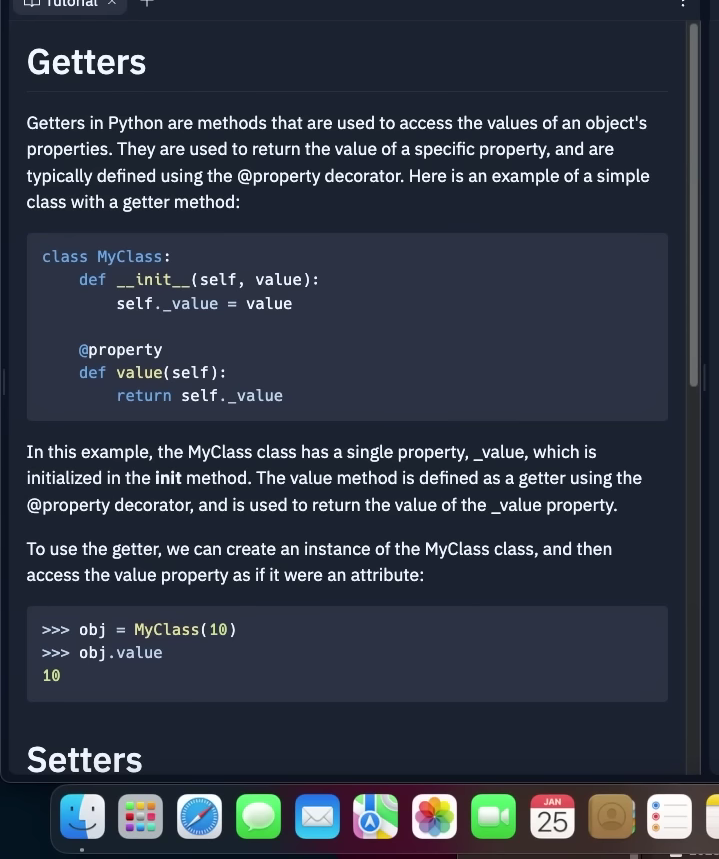 Tutorial × +
Getters
Getters in Python are methods that are used to access the values of an object's
properties. They are used to return the value of a specific property, and are
typically defined using the @property decorator. Here is an example of a simple
class with a getter method:
class MyClass:
    def __init__(self, value):
        self._value = value
    @property
    def value(self):
        return self._value
In this example, the MyClass class has a single property, _value, which is
initialized in the init method. The value method is defined as a getter using the
@property decorator, and is used to return the value of the _value property.
To use the getter, we can create an instance of the MyClass class, and then
access the value property as if it were an attribute:
>>> obj = MyClass(10)
>>> obj.value
10
Setters
JAN
25